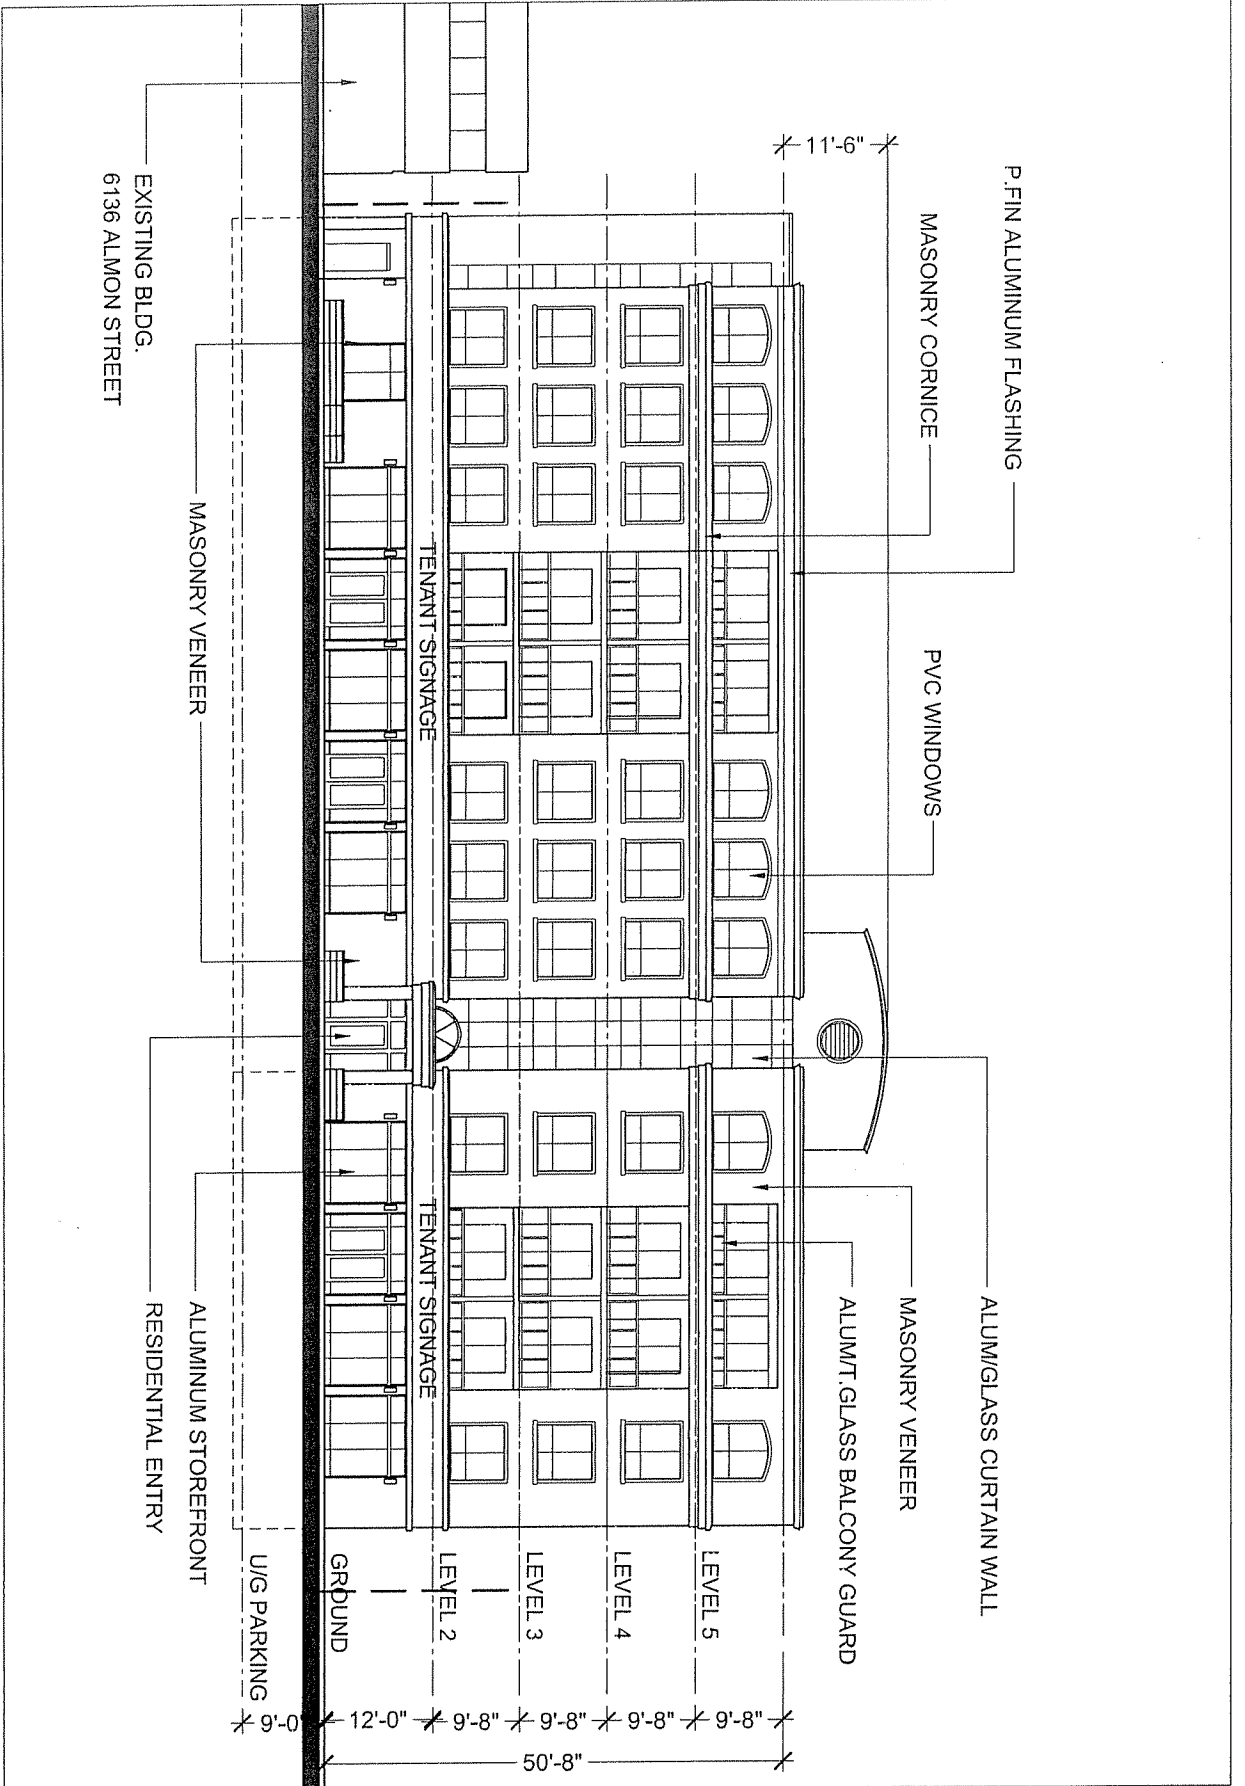 P.FIN ALUMINUM FLASHING
MASONRY CORNICE
PVC WINDOWS
ALUM/GLASS CURTAIN WALL
MASONRY VENEER
ALUM/T.GLASS BALCONY GUARD
11'-6"
LEVEL 5
LEVEL 4
LEVEL 3
LEVEL 2
GROUND
U/G PARKING
9'-8"
9'-8"
9'-8"
9'-8"
12'-0"
9'-0"
50'-8"
TENANT SIGNAGE
TENANT SIGNAGE
EXISTING BLDG.
6136 ALMON STREET
MASONRY VENEER
ALUMINUM STOREFRONT
RESIDENTIAL ENTRY